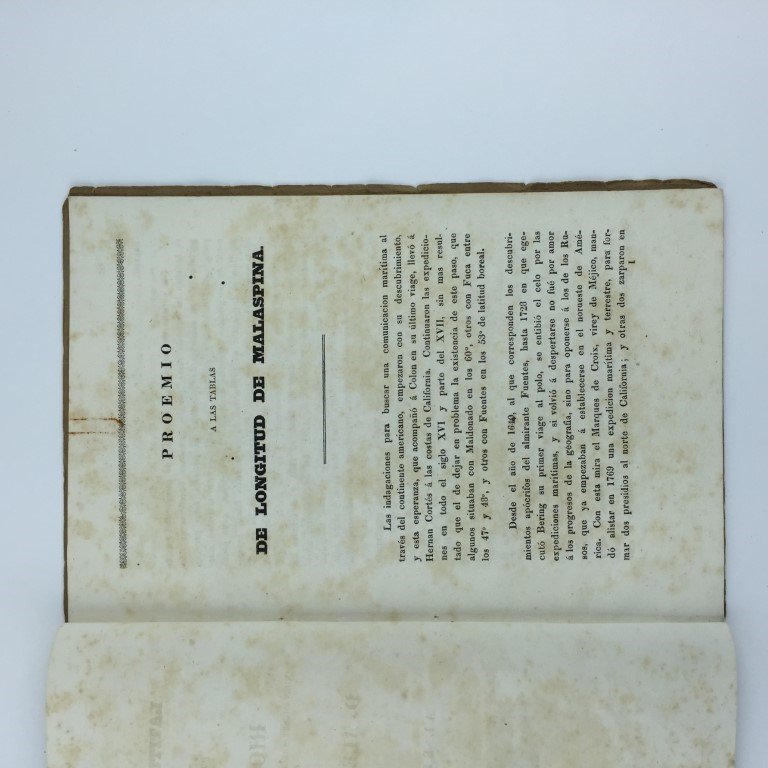 PROEMIO
A LAS TABLAS
DE LONGITUD DE MALASPINA.
Las indagaciones para buscar una comunicacion marítima al
través del continente americano, empezaron con su descubrimiento,
y esta esperanza, que acompañó á Colon en su último viage, llevó á
Hernan Cortés á las costas de California. Continuaron las expedicio-
nes en todo el siglo XVI y parte del XVII, sin mas resul-
tado que el de dejar en problema la existencia de este paso, que
algunos situaban con Maldonado en los 60°, otros con Fuca entre
los 47° y 48°, y otros con Fuentes en los 53° de latitud boreal.
Desde el año de 1640, al que corresponden los descubri-
mientos apócrifos del almirante Fuentes, hasta 1728 en que ege-
cutó Bering su primer viage al polo, se entibió el celo por las
expediciones marítimas, y si volvió á despertarse no fué por amor
á los progresos de la geografia, sino para oponerse á los de los Ru-
sos, que ya empezaban á establecerse en el norueste de Amé-
rica. Con esta mira el Marques de Croix, virey de Méjico, man-
dó alistar en 1769 una expedicion marítima y terrestre, para for-
mar dos presidios al norte de California; y otras dos zarparon en
1